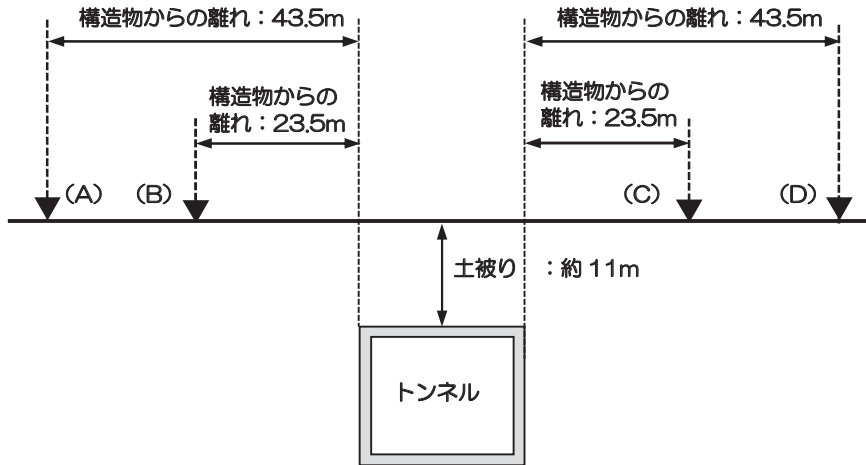 構造物からの離れ：43.5m
構造物からの離れ：43.5m
構造物からの
離れ：23.5m
構造物からの
離れ：23.5m
（A）
（B）
（C）
（D）
土被り　：約 11m
トンネル